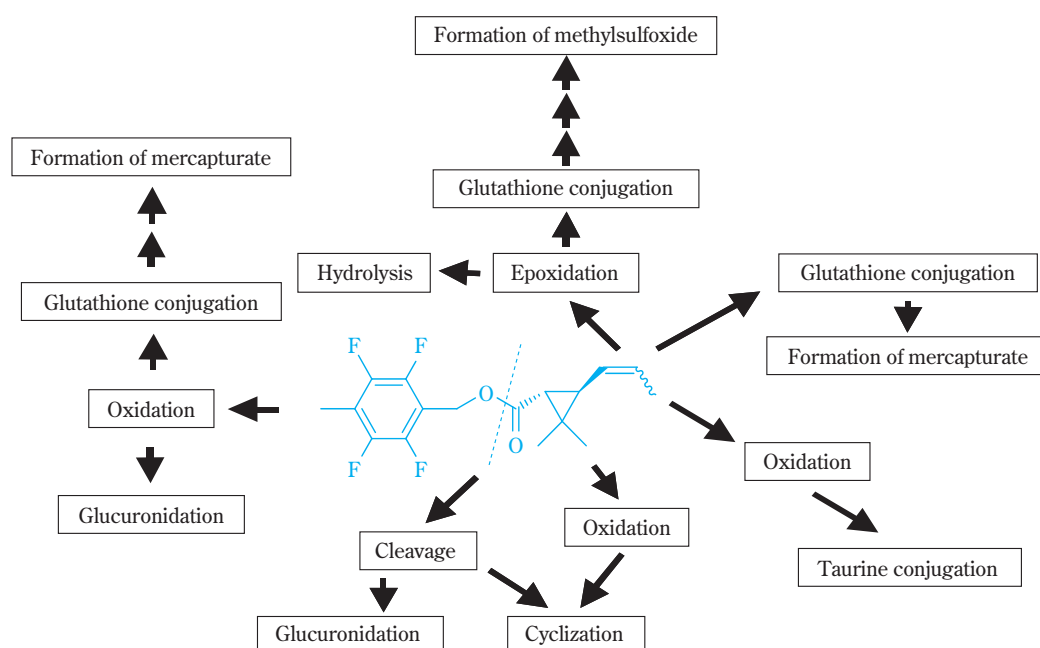 Formation of methylsulfoxide
Formation of mercapturate
Glutathione conjugation
Hydrolysis
Epoxidation
Glutathione conjugation
Glutathione conjugation
Formation of mercapturate
F
F
Oxidation
O
O
F
F
Oxidation
Glucuronidation
Oxidation
Cleavage
Taurine conjugation
Glucuronidation
Cyclization